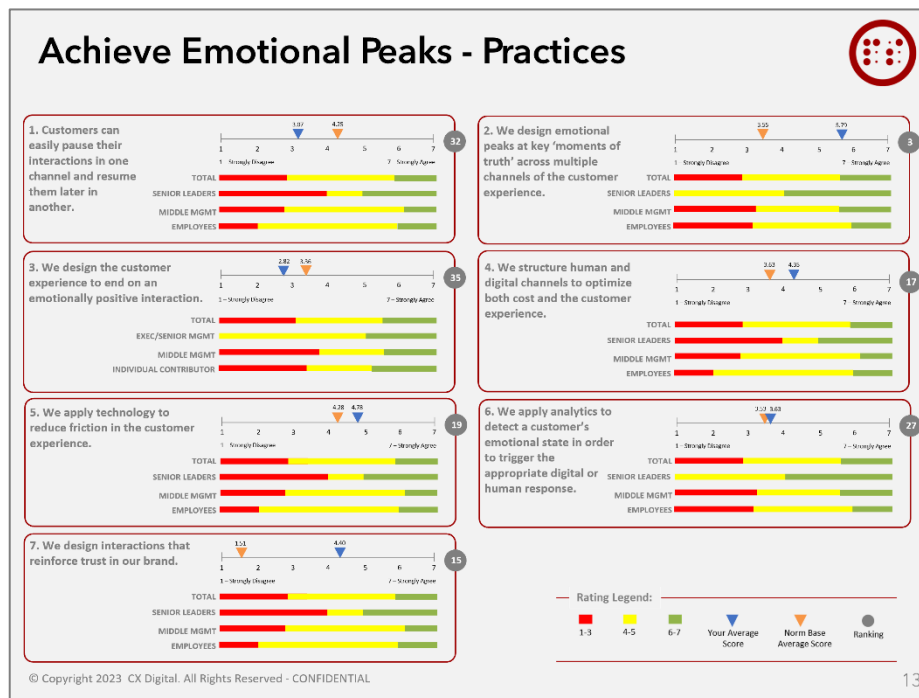 Achieve Emotional Peaks - Practices
1. Customers can
easily pause their
interactions in one
channel and resume
them later in
another.
4.25
1 2 3 4 5 6 7
1 - Strongly Disagree 7 - Strongly Agree
32
TOTAL
SENIOR LEADERS
MIDDLE MGMT
EMPLOYEES
2. We design emotional
peaks at key ‘moments of
truth’ across multiple
channels of the customer
experience.
3.55 5.79
1 2 3 4 5 6 7
1 - Strongly Disagree 7 - Strongly Agree
3
TOTAL
SENIOR LEADERS
MIDDLE MGMT
EMPLOYEES
3. We design the customer
experience to end on an
emotionally positive interaction.
2.82 3.36
1 2 3 4 5 6 7
1 – Strongly Disagree 7 – Strongly Agree
35
TOTAL
EXEC/SENIOR MGMT
MIDDLE MGMT
INDIVIDUAL CONTRIBUTOR
4. We structure human and
digital channels to optimize
both cost and the customer
experience.
3.63 4.35
1 2 3 4 5 6 7
1 – Strongly Disagree 7 – Strongly Agree
17
TOTAL
SENIOR LEADERS
MIDDLE MGMT
EMPLOYEES
5. We apply technology to
reduce friction in the customer
experience.
4.28 4.78
1 2 3 4 5 6 7
1 Strongly Disagree 7 – Strongly Agree
19
TOTAL
SENIOR LEADERS
MIDDLE MGMT
EMPLOYEES
6. We apply analytics to
detect a customer’s
emotional state in order
to trigger the
appropriate digital or
human response.
3.63
1 2 3 4 5 6 7
1 – Strongly Disagree 7 – Strongly Agree
27
TOTAL
SENIOR LEADERS
MIDDLE MGMT
EMPLOYEES
7. We design interactions that
reinforce trust in our brand.
1.51 4.40
1 2 3 4 5 6 7
1 – Strongly Disagree 7 – Strongly Agree
15
TOTAL
SENIOR LEADERS
MIDDLE MGMT
EMPLOYEES
Rating Legend:
1-3 4-5 6-7 Your Average Score Norm Base Average Score Ranking
© Copyright 2023 CX Digital. All Rights Reserved - CONFIDENTIAL
13